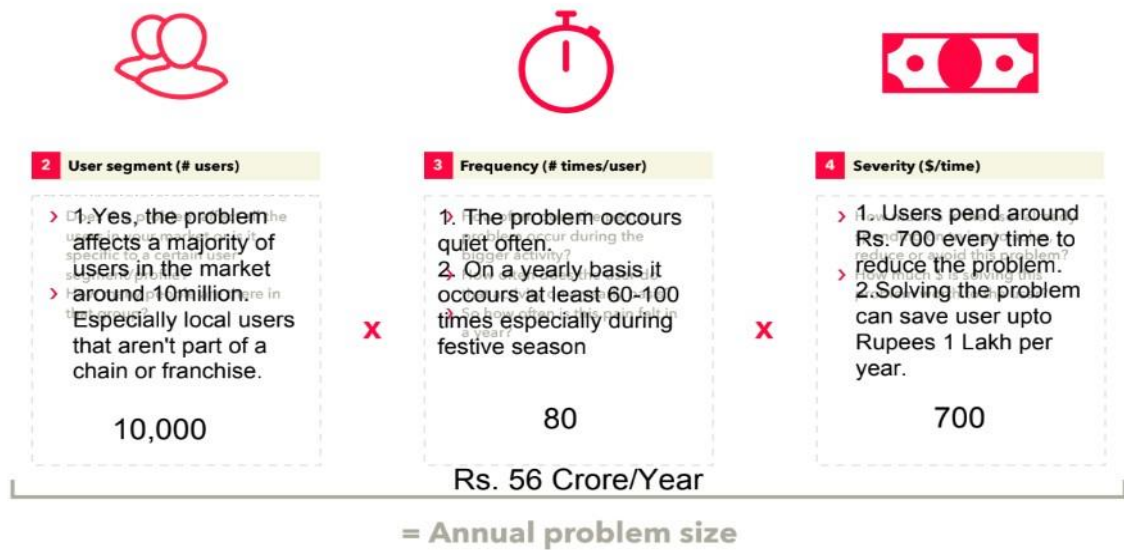 2 User segment (# users)
1.Yes, the problem
affects a majority of
users in the market
around 10million.
Especially local users
that aren't part of a
chain or franchise.
10,000
x
3 Frequency (# times/user)
1. The problem occours
quiet often.
2. On a yearly basis it
occours at least 60-100
times especially during
festive season
80
x
4 Severity ($/time)
1. Users pend around
Rs. 700 every time to
reduce the problem.
2.Solving the problem
can save user upto
Rupees 1 Lakh per
year.
700
Rs. 56 Crore/Year
= Annual problem size